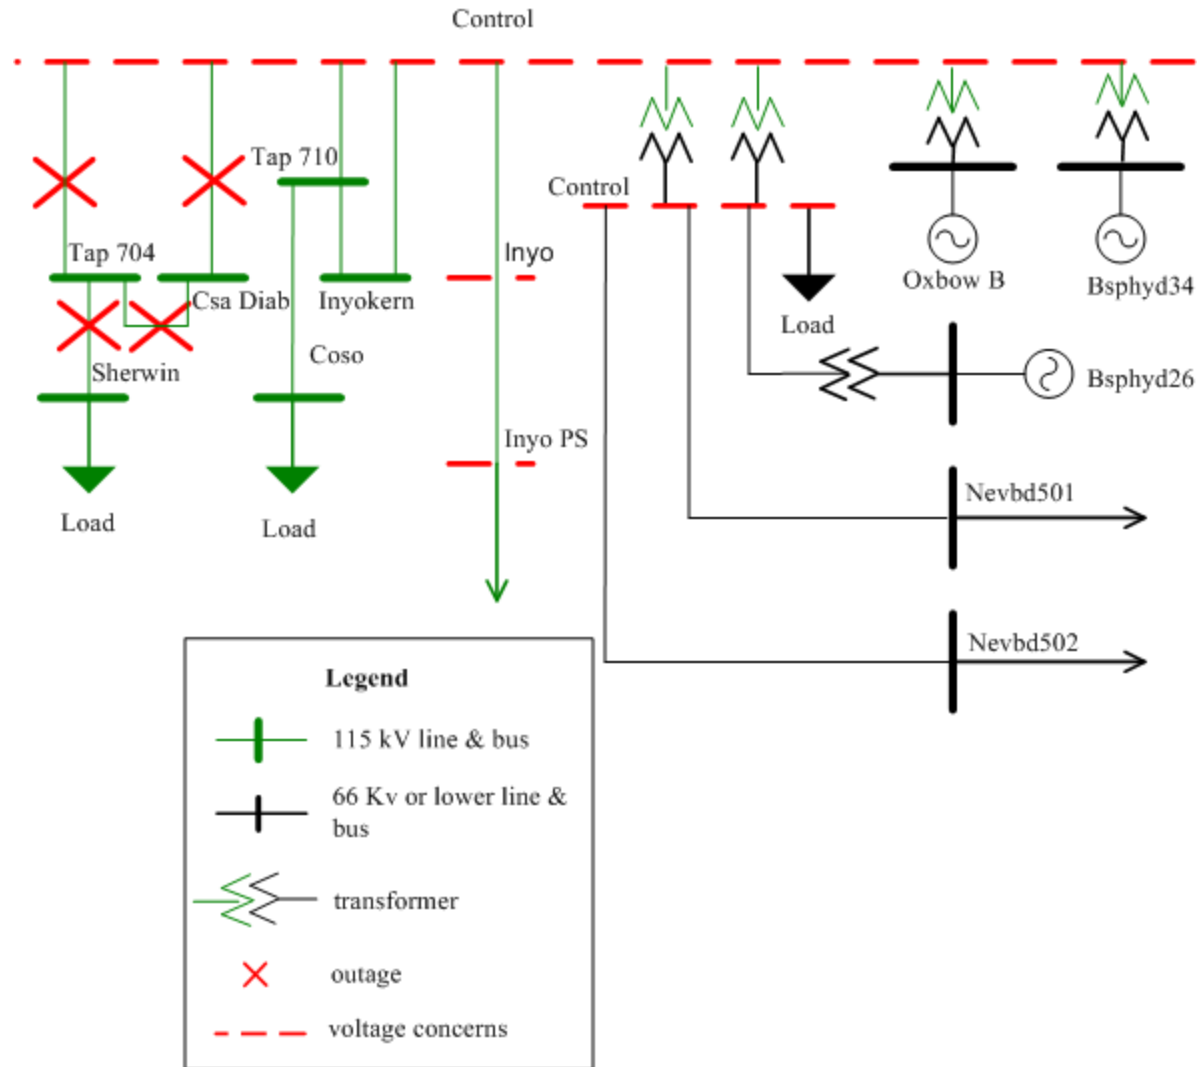 Control
Tap 710
Control
Tap 704
Inyo
Csa Diab
Inyokern
Oxbow B
Bsphyd34
Load
Coso
Sherwin
Bsphyd26
Inyo PS
Nevbd501
Load
Load
Nevbd502
Legend
115 kV line & bus
66 Kv or lower line &
bus
transformer
outage
voltage concerns